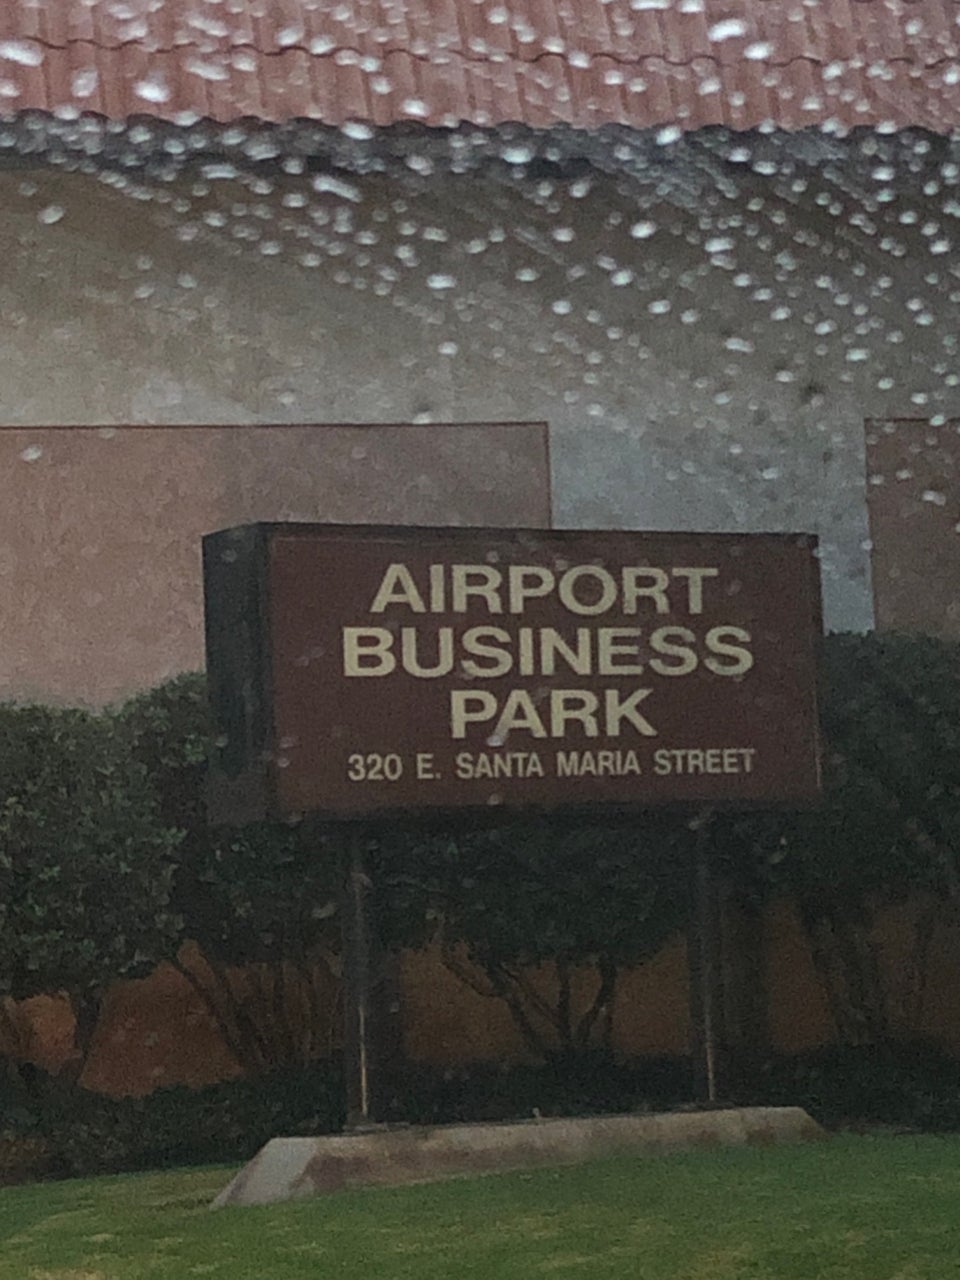 AIRPORT
BUSINESS
PARK
320 E. SANTA MARIA STREET